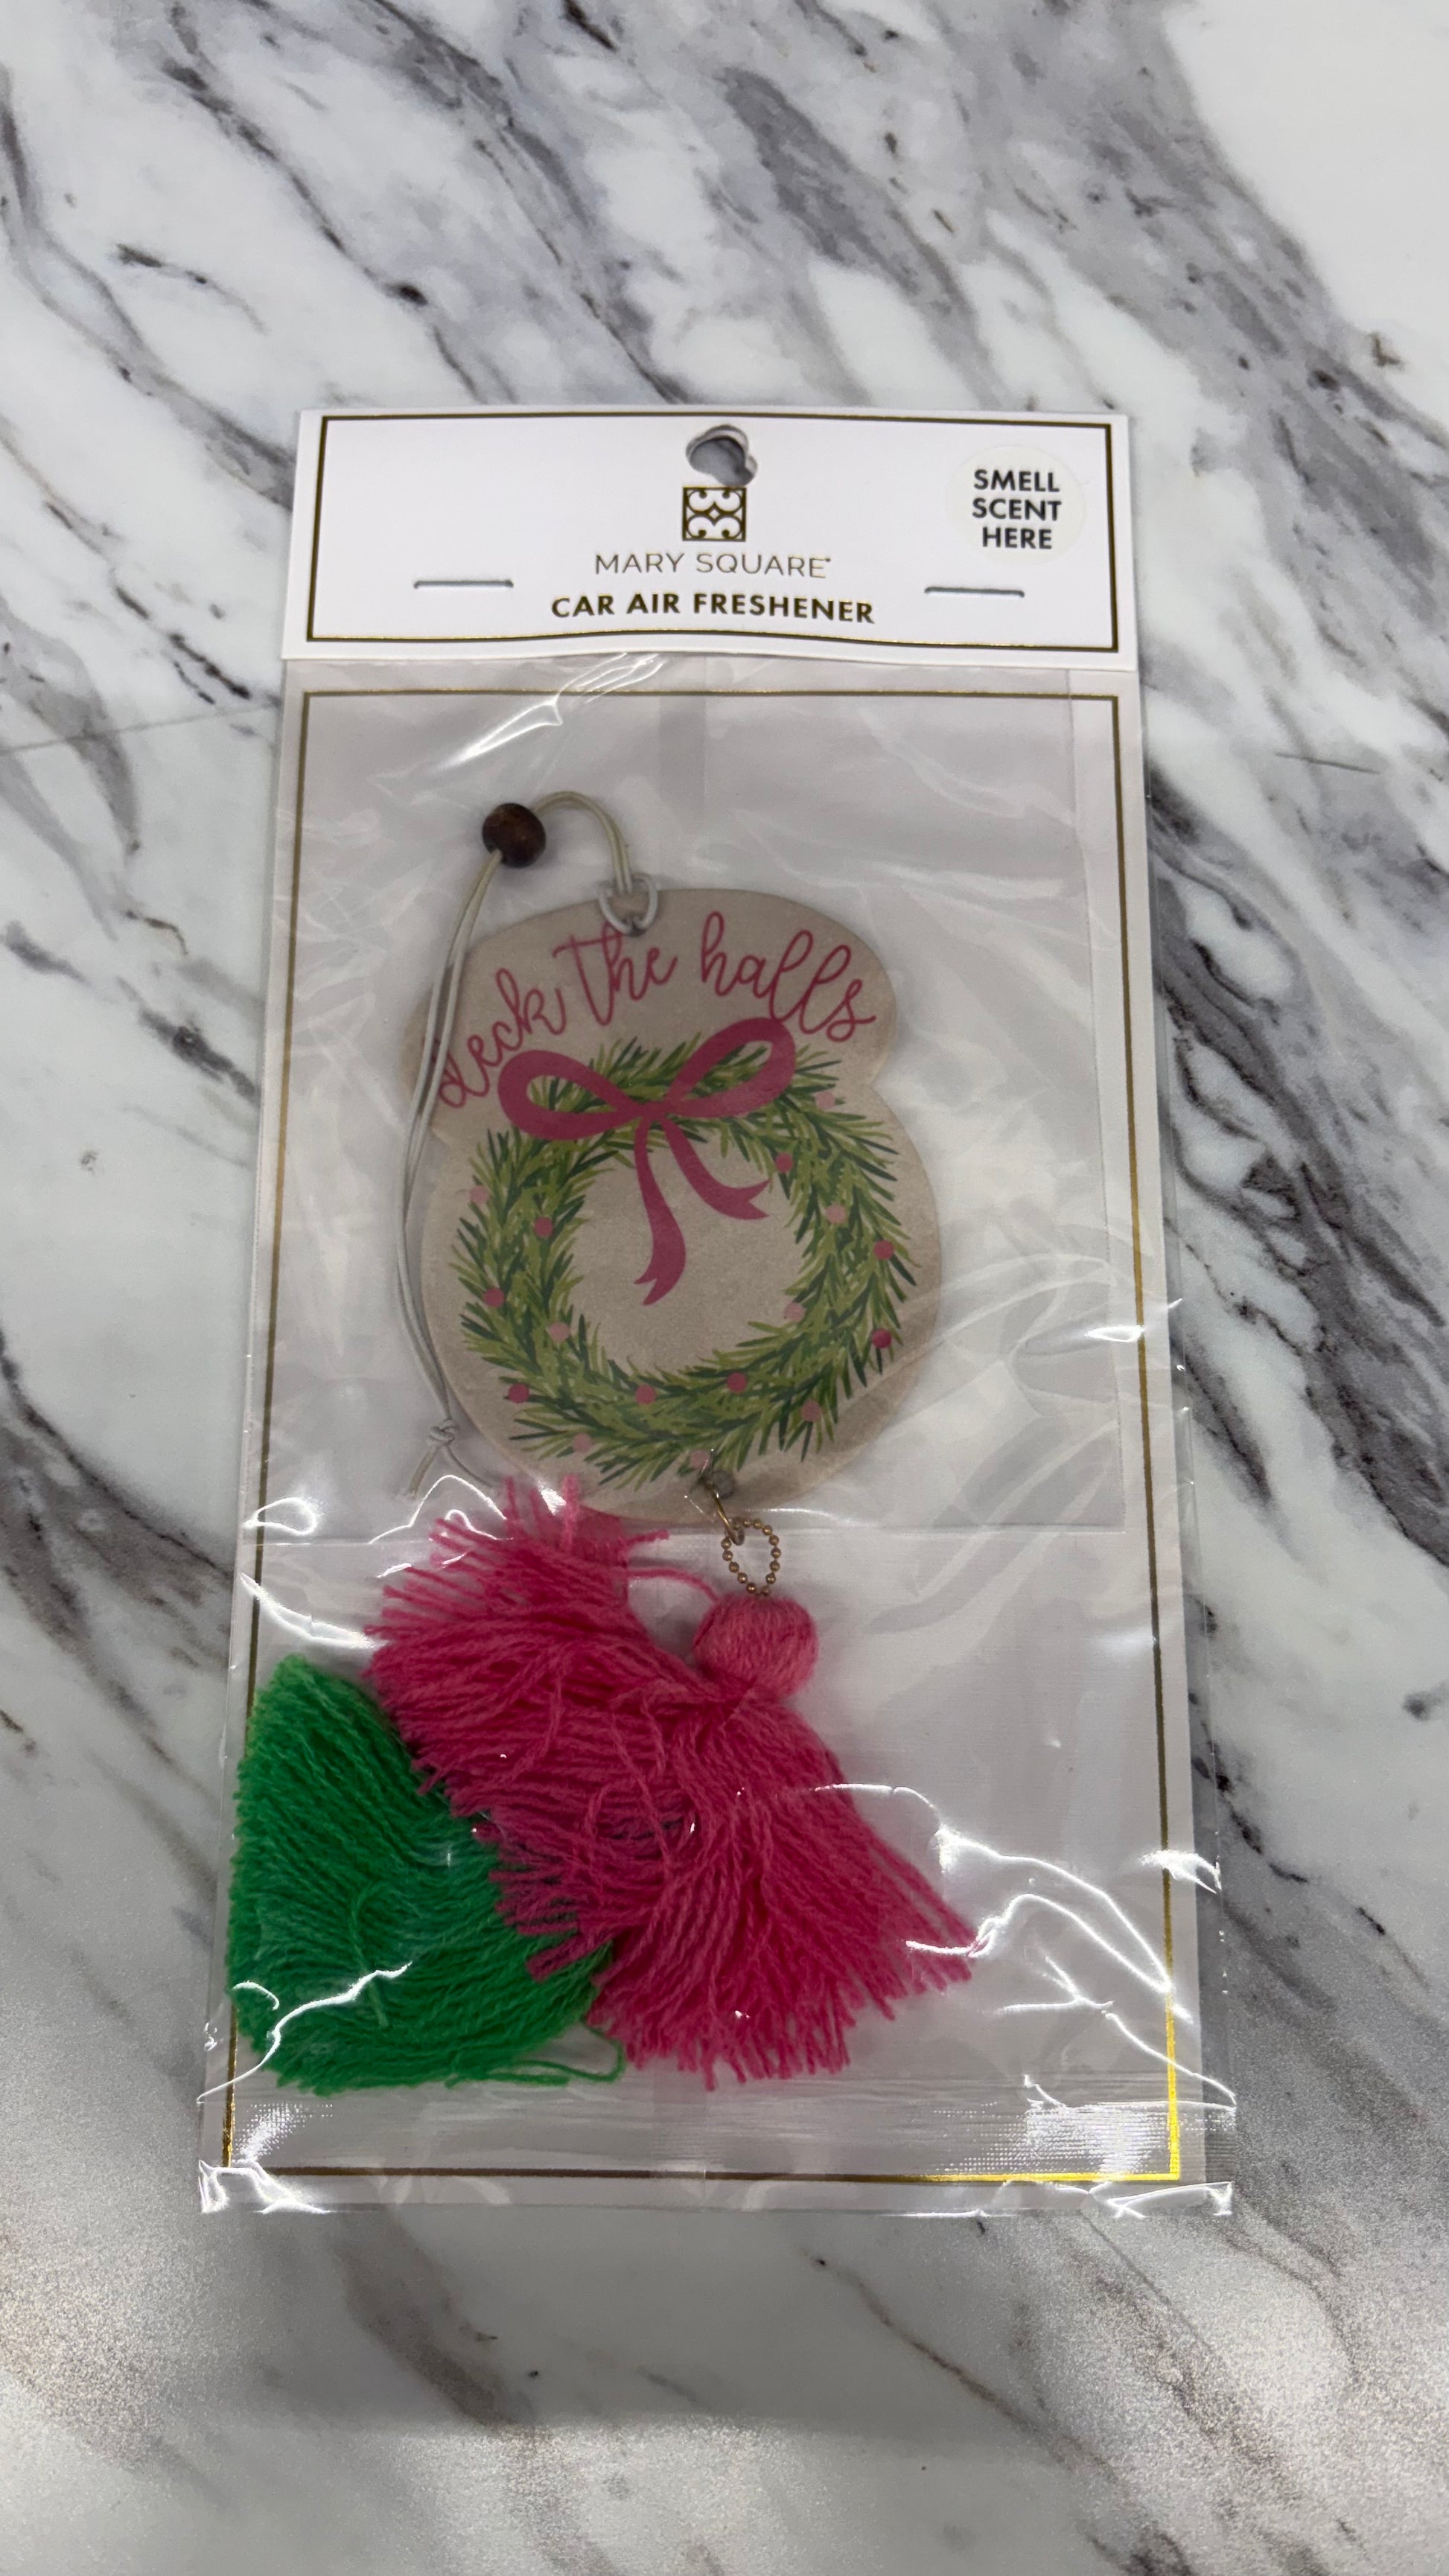 SMELL
SCENT
HERE
MARY SQUARE
CAR AIR FRESHENER
deck the halls